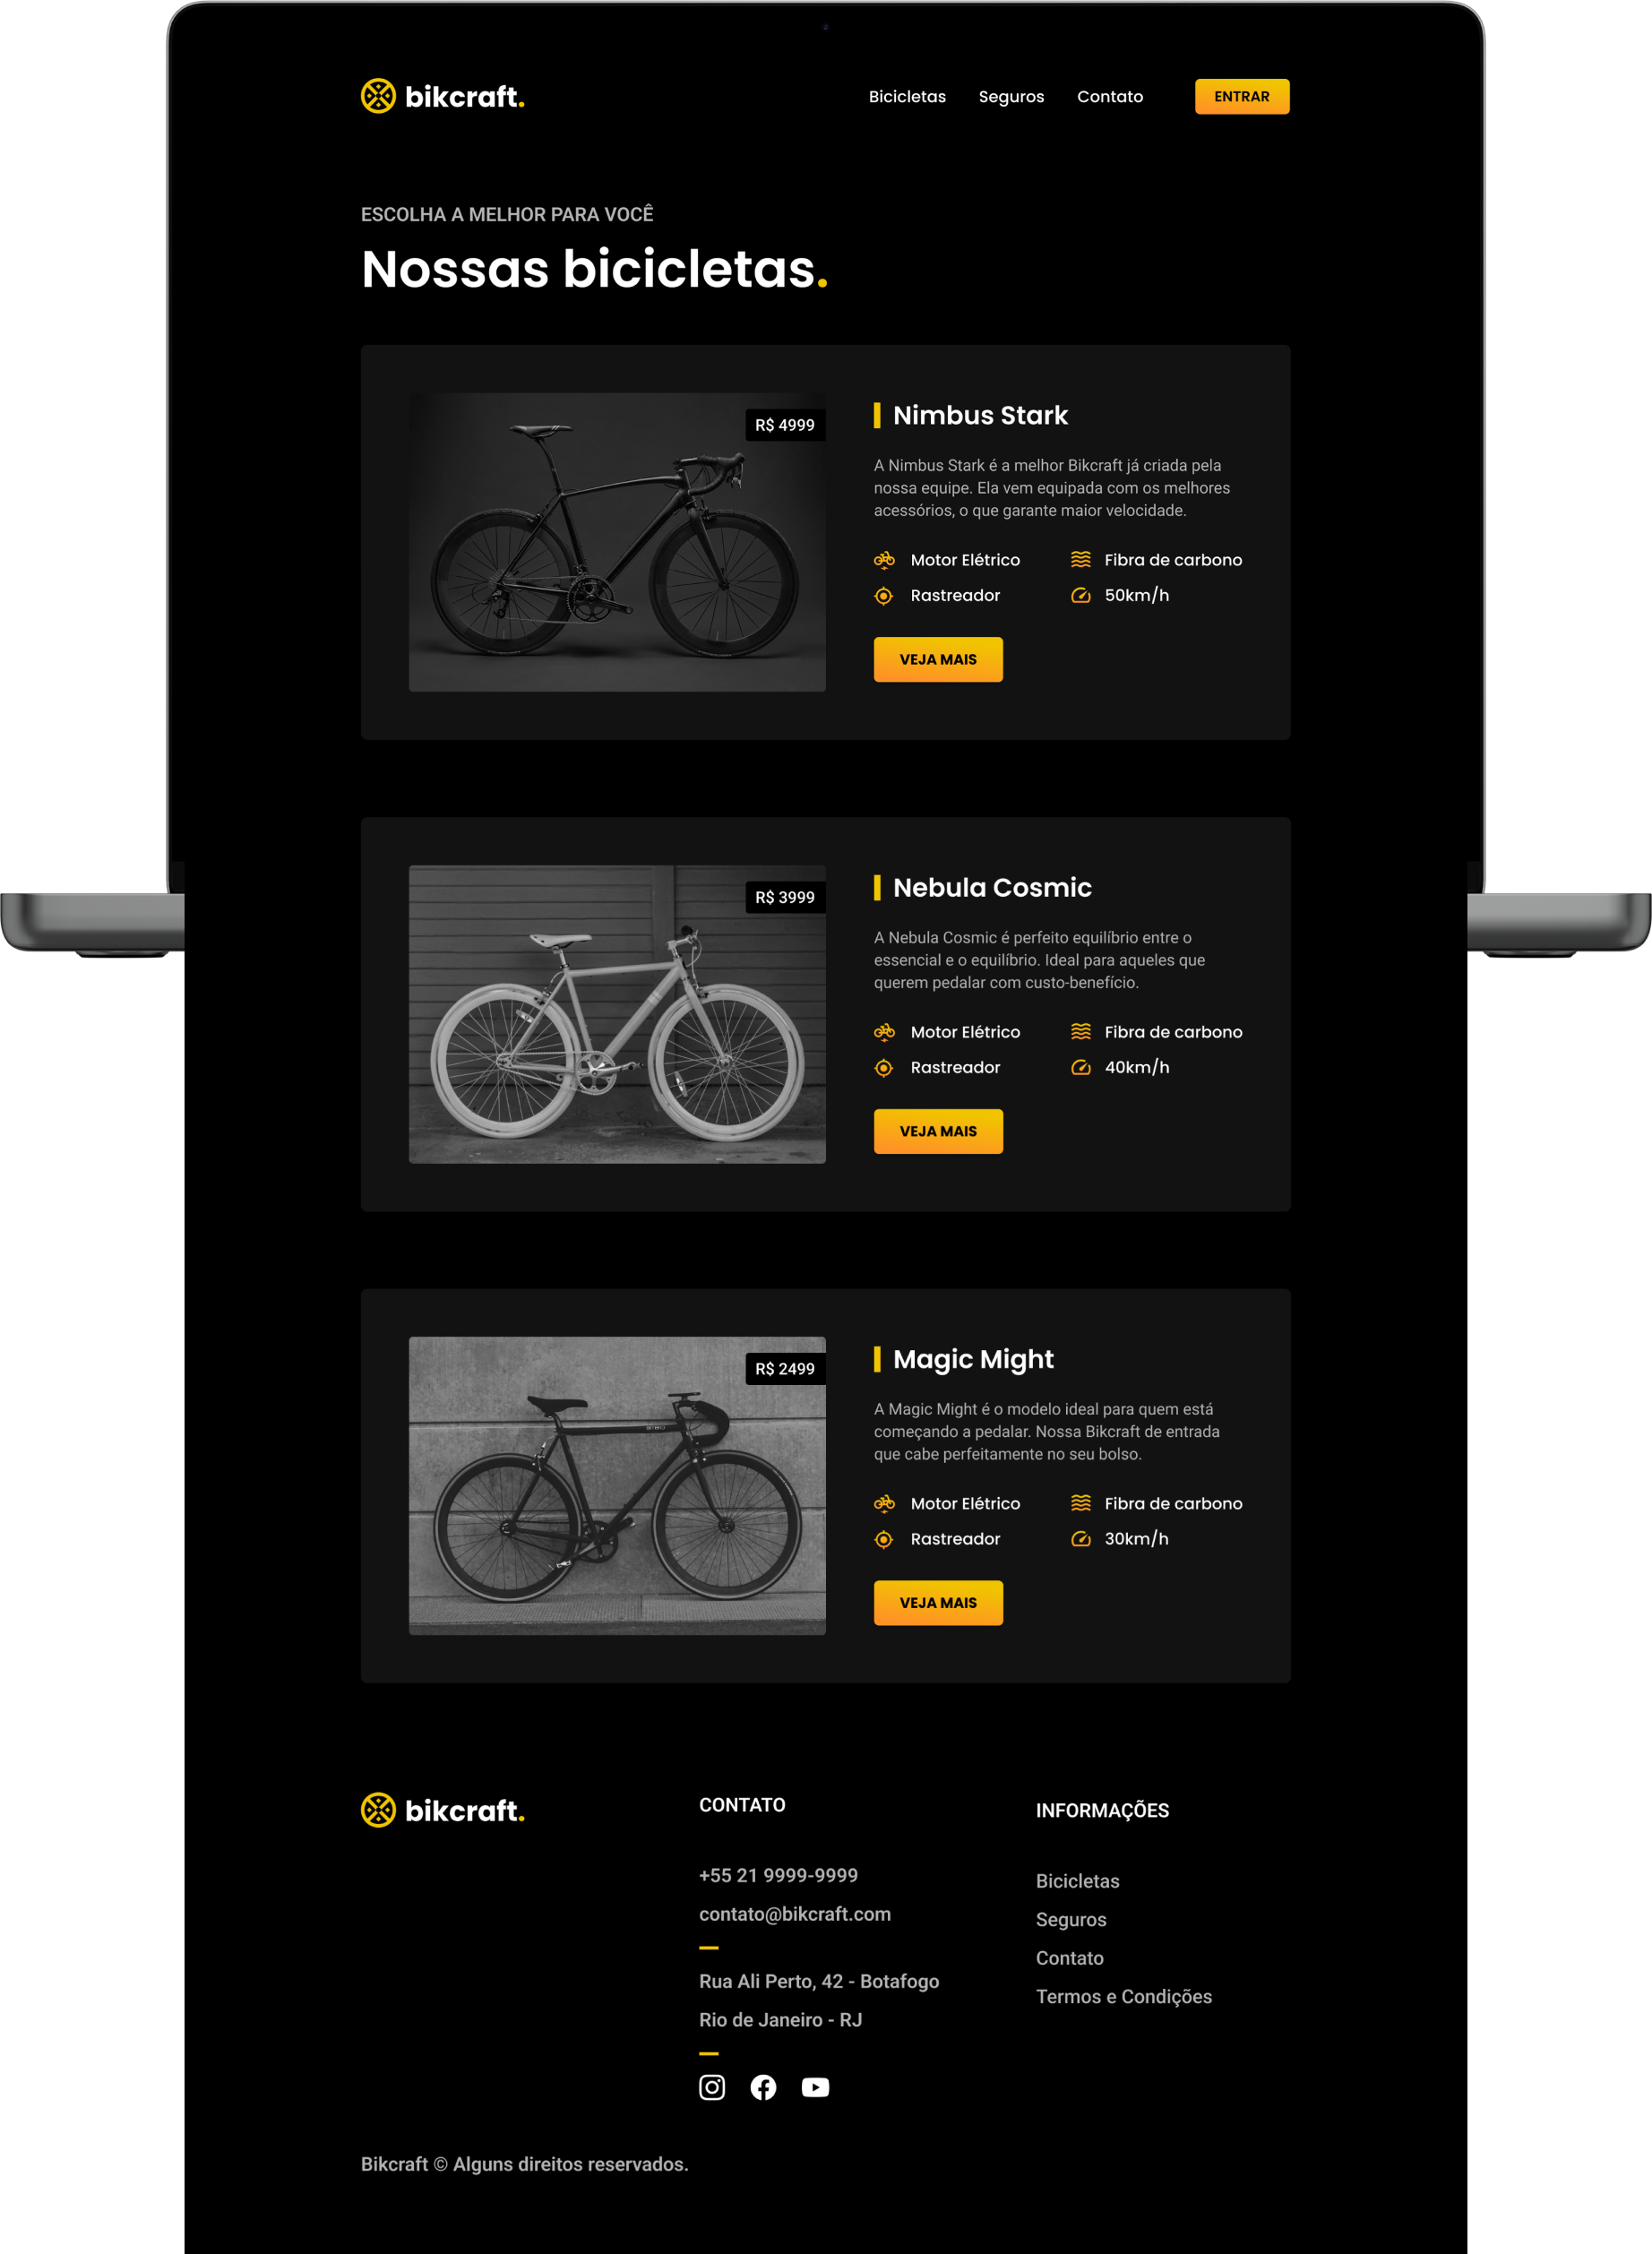 bikcraft.
Bicicletas
Seguros
Contato
ENTRAR
ESCOLHA A MELHOR PARA VOCÊ
Nossas bicicletas.
R$ 4999
Nimbus Stark
A Nimbus Stark é a melhor Bikcraft já criada pela
nossa equipe. Ela vem equipada com os melhores
acessórios, o que garante maior velocidade.
Motor Elétrico
Fibra de carbono
Rastreador
50km/h
VEJA MAIS
R$ 3999
Nebula Cosmic
A Nebula Cosmic é perfeito equilíbrio entre o
essencial e o equilíbrio. Ideal para aqueles que
querem pedalar com custo-benefício.
Motor Elétrico
Fibra de carbono
Rastreador
40km/h
VEJA MAIS
R$ 2499
Magic Might
A Magic Might é o modelo ideal para quem está
começando a pedalar. Nossa Bikcraft de entrada
que cabe perfeitamente no seu bolso.
Motor Elétrico
Fibra de carbono
Rastreador
30km/h
VEJA MAIS
bikcraft.
CONTATO
+55 21 9999-9999
contato@bikcraft.com
Rua Ali Perto, 42 - Botafogo
Rio de Janeiro - RJ
INFORMAÇÕES
Bicicletas
Seguros
Contato
Termos e Condições
Bikcraft © Alguns direitos reservados.